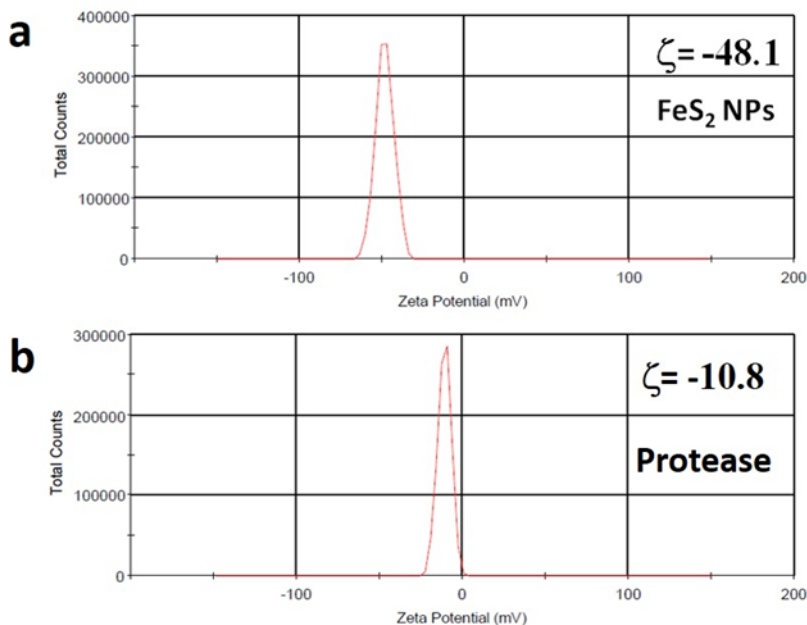 a
400000
300000
200000
100000
0
Total Counts
-100
0
100
200
Zeta Potential (mV)
ζ= -48.1
FeS₂ NPs
b
300000
200000
100000
0
Total Counts
-100
0
100
200
Zeta Potential (mV)
ζ= -10.8
Protease